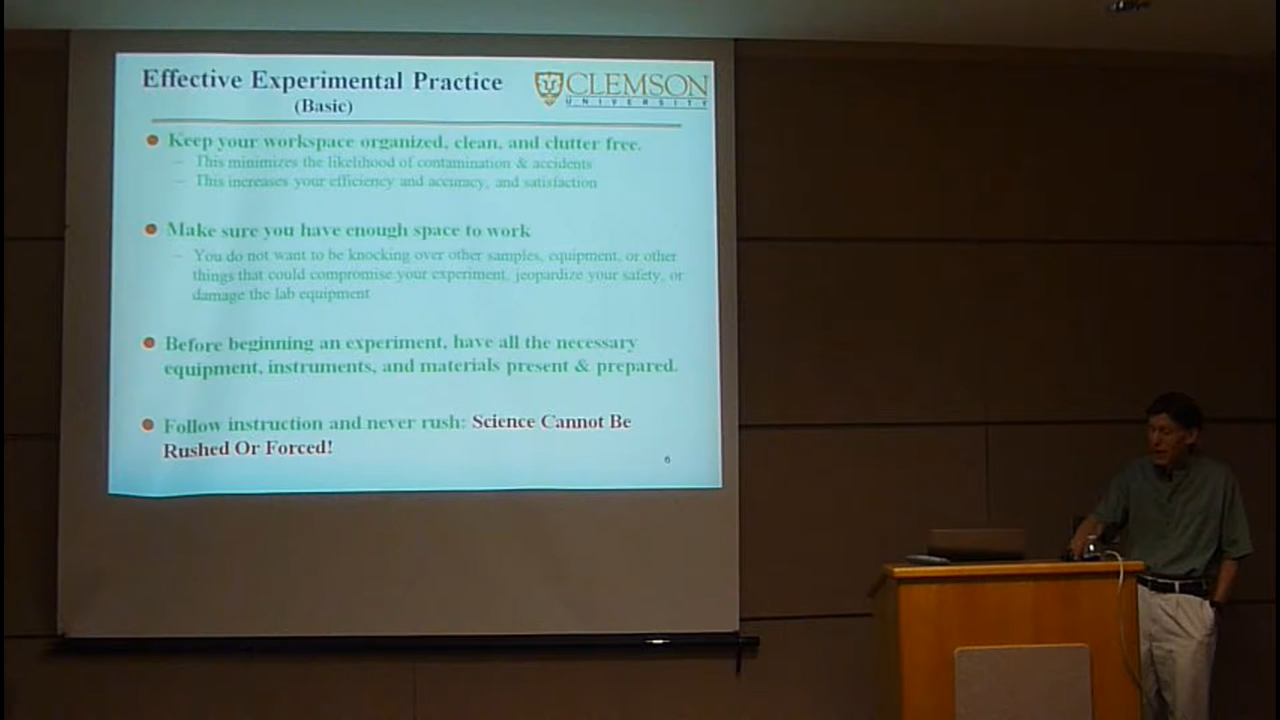 Effective Experimental Practice
(Basic)
CLEMSON
UNIVERSITY
Keep your workspace organized, clean, and clutter free.
– This minimizes the likelihood of contamination & accidents
– This increases your efficiency and accuracy, and satisfaction
Make sure you have enough space to work
– You do not want to be knocking over other samples, equipment, or other
things that could compromise your experiment, jeopardize your safety, or
damage the lab equipment
Before beginning an experiment, have all the necessary
equipment, instruments, and materials present & prepared.
Follow instruction and never rush: Science Cannot Be
Rushed Or Forced!
6